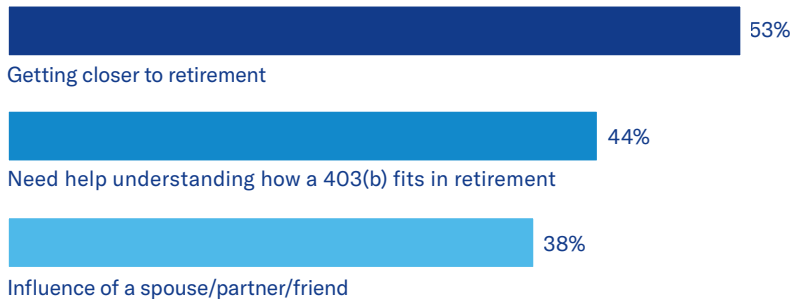 53%
Getting closer to retirement
44%
Need help understanding how a 403(b) fits in retirement
38%
Influence of a spouse/partner/friend